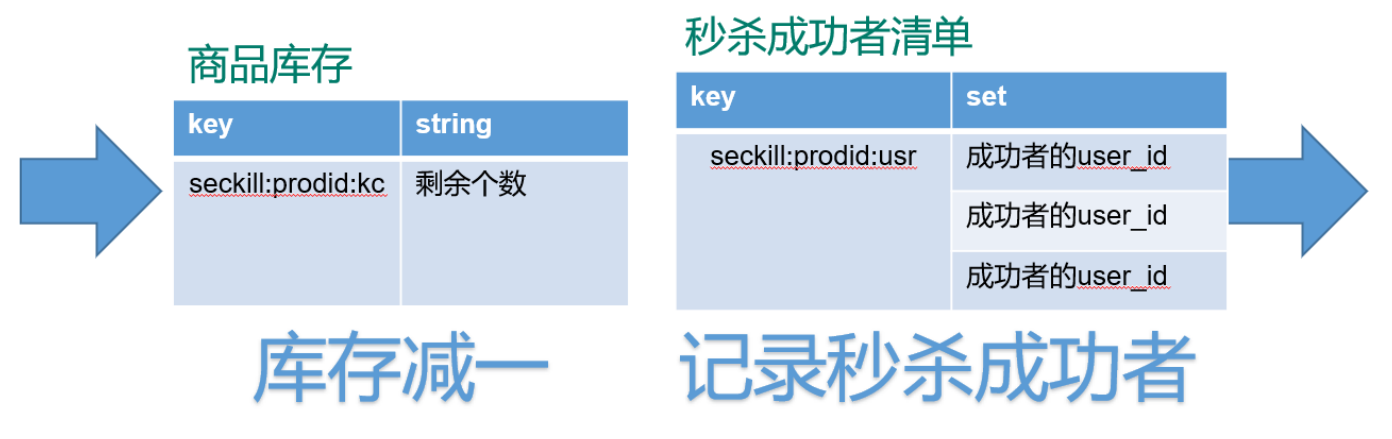 商品库存
key string
seckill:prodid:kc 剩余个数
库存减一
秒杀成功者清单
key set
seckill:prodid:usr 成功者的user_id
成功者的user_id
成功者的user_id
记录秒杀成功者